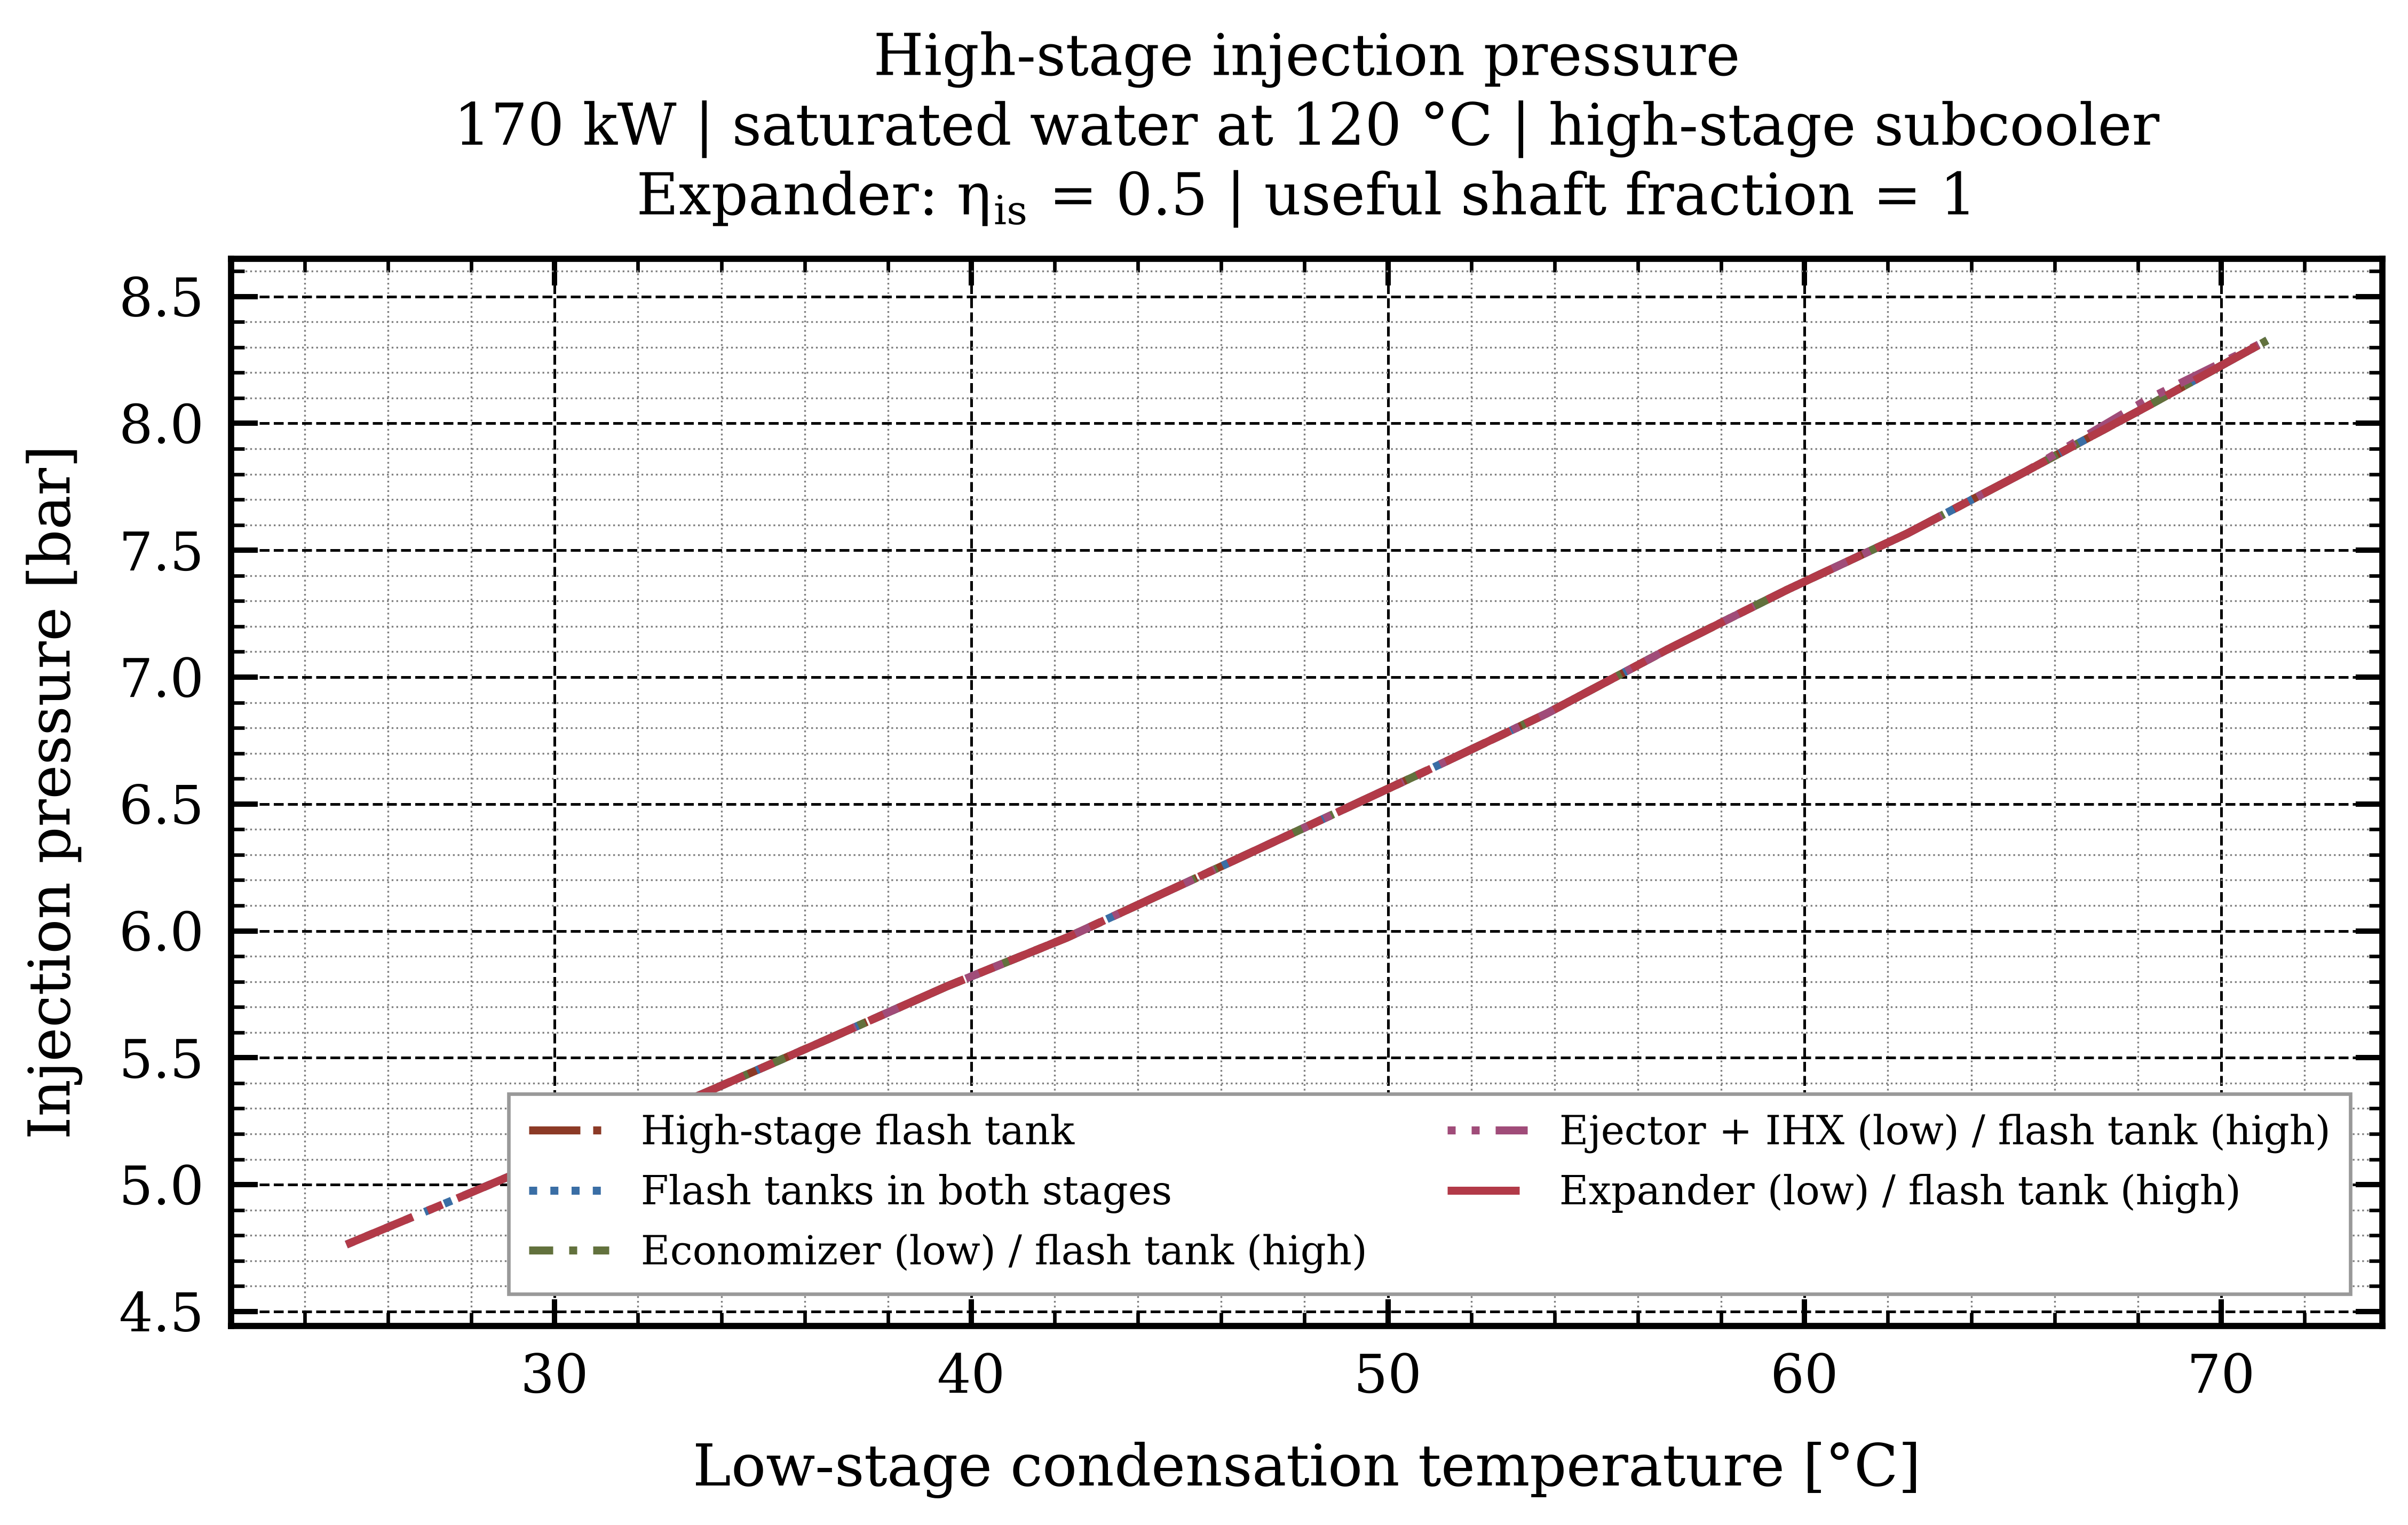 High-stage injection pressure
170 kW | saturated water at 120 °C | high-stage subcooler
Expander: ηis = 0.5 | useful shaft fraction = 1
Injection pressure [bar]
8.5
8.0
7.5
7.0
6.5
6.0
5.5
5.0
4.5
High-stage flash tank
Flash tanks in both stages
Economizer (low) / flash tank (high)
Ejector + IHX (low) / flash tank (high)
Expander (low) / flash tank (high)
30 40 50 60 70
Low-stage condensation temperature [°C]